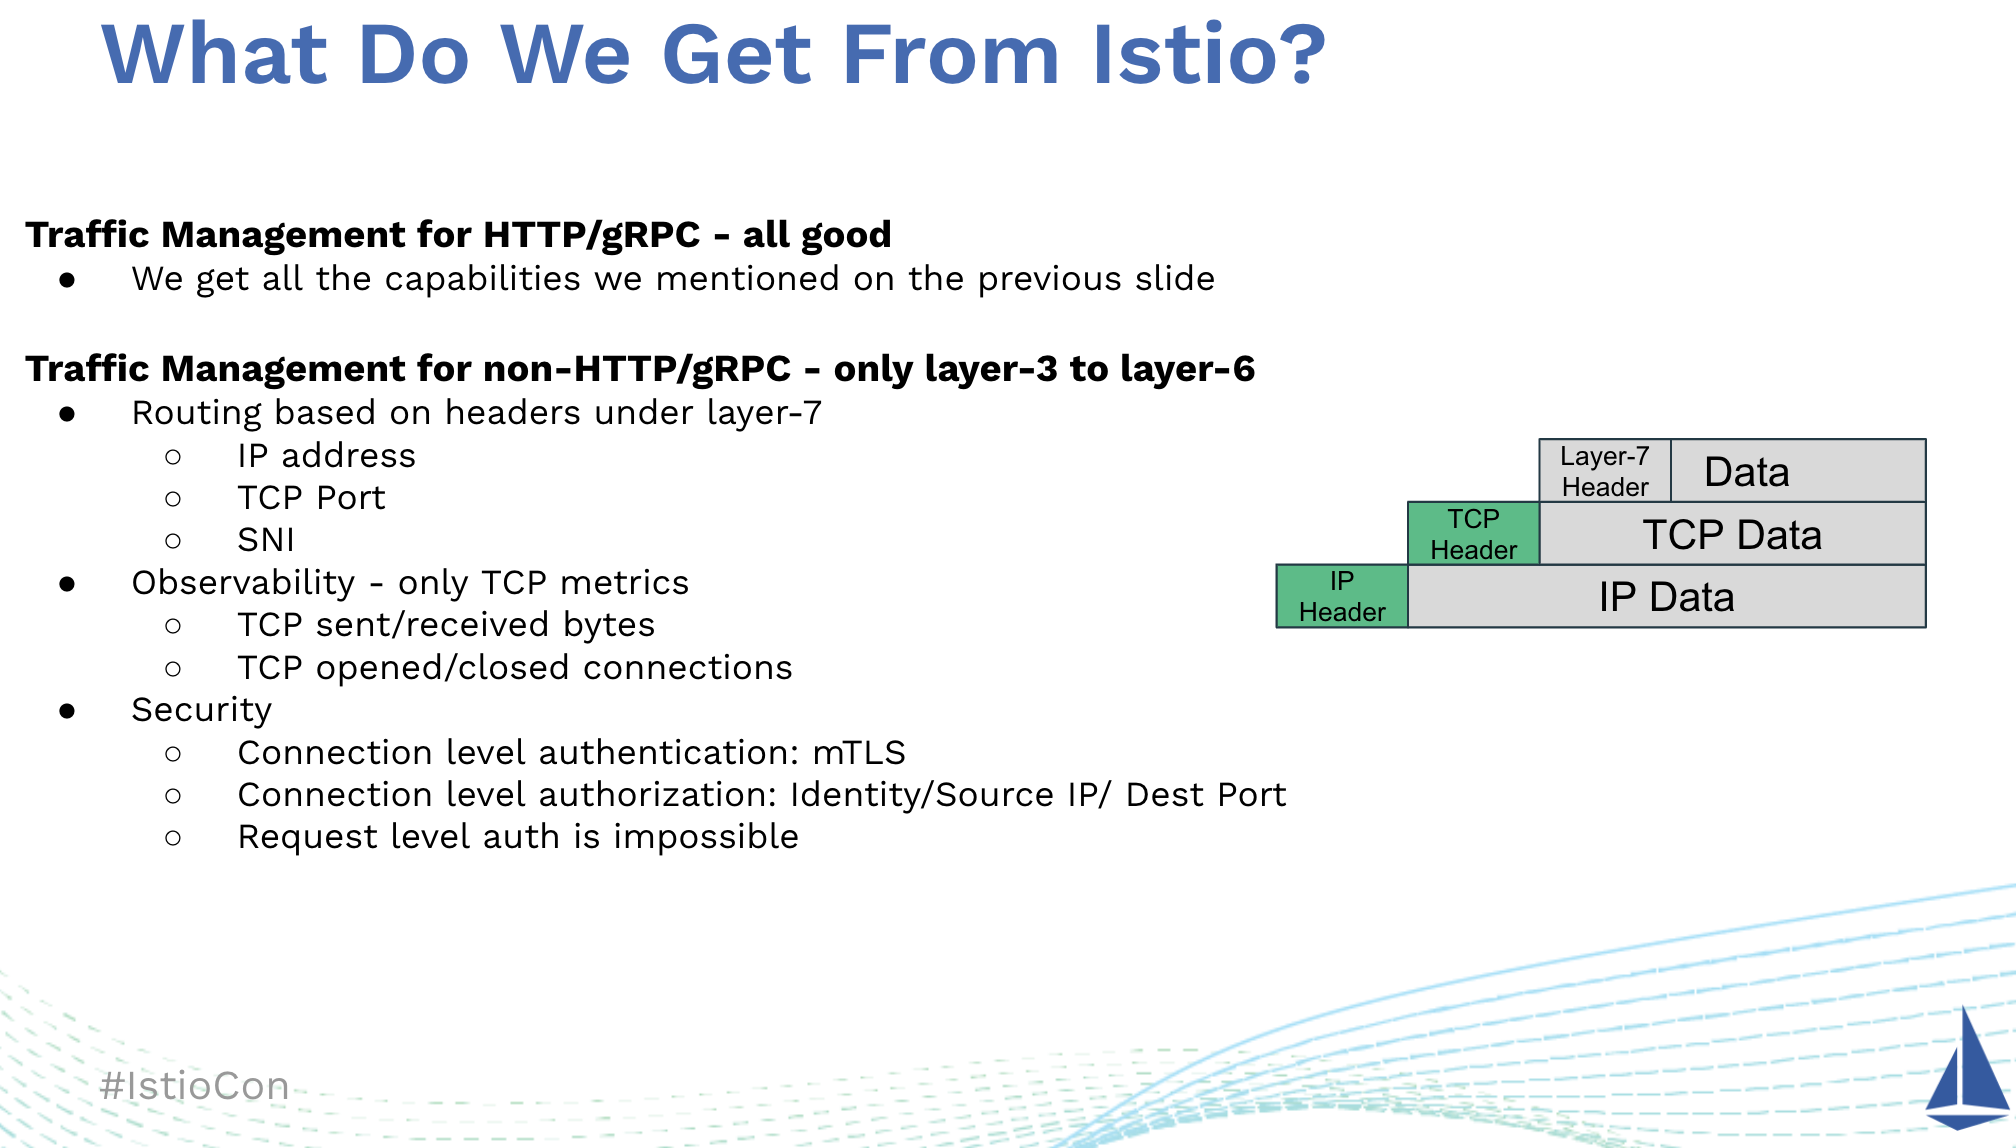 What Do We Get From Istio?
Traffic Management for HTTP/gRPC - all good
● We get all the capabilities we mentioned on the previous slide
Traffic Management for non-HTTP/gRPC - only layer-3 to layer-6
● Routing based on headers under layer-7
○ IP address
○ TCP Port
○ SNI
● Observability - only TCP metrics
○ TCP sent/received bytes
○ TCP opened/closed connections
● Security
○ Connection level authentication: mTLS
○ Connection level authorization: Identity/Source IP/ Dest Port
○ Request level auth is impossible
Layer-7
Header
Data
TCP
Header
TCP Data
IP
Header
IP Data
#IstioCon